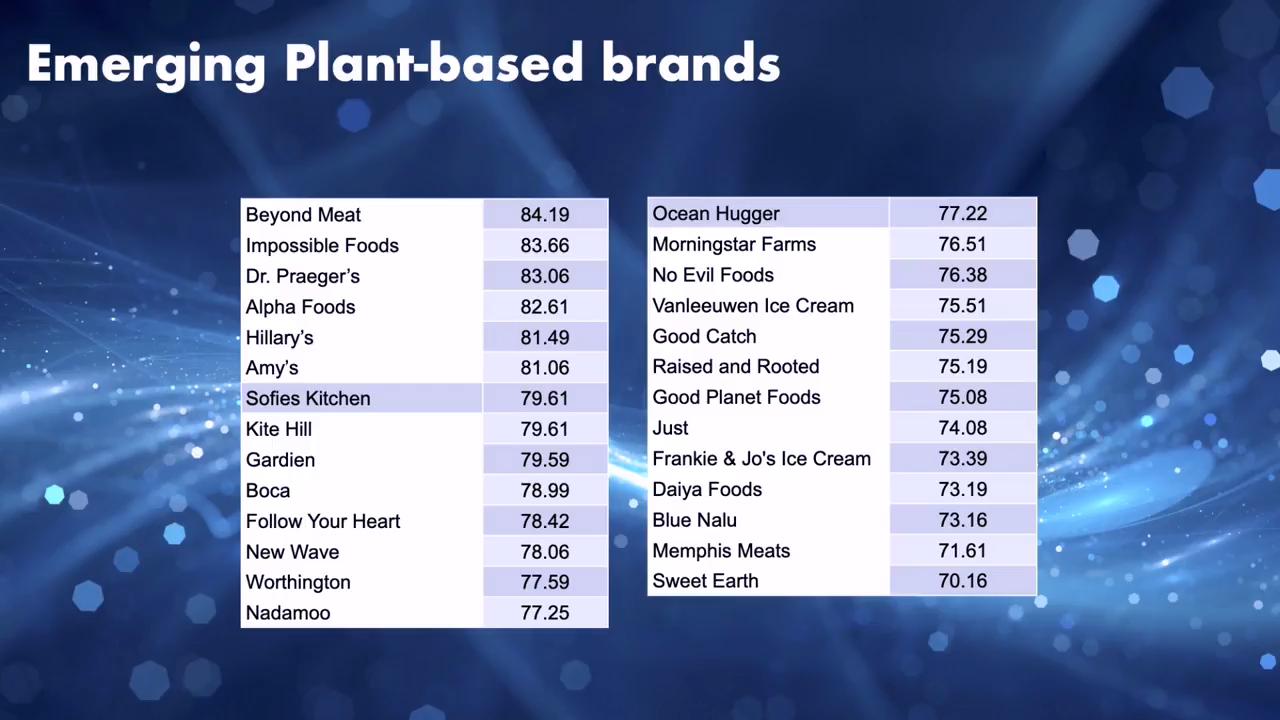 Emerging Plant-based brands
Beyond Meat 84.19
Impossible Foods 83.66
Dr. Praeger’s 83.06
Alpha Foods 82.61
Hillary’s 81.49
Amy’s 81.06
Sofies Kitchen 79.61
Kite Hill 79.61
Gardien 79.59
Boca 78.99
Follow Your Heart 78.42
New Wave 78.06
Worthington 77.59
Nadamoo 77.25
Ocean Hugger 77.22
Morningstar Farms 76.51
No Evil Foods 76.38
Vanleeuwen Ice Cream 75.51
Good Catch 75.29
Raised and Rooted 75.19
Good Planet Foods 75.08
Just 74.08
Frankie & Jo's Ice Cream 73.39
Daiya Foods 73.19
Blue Nalu 73.16
Memphis Meats 71.61
Sweet Earth 70.16